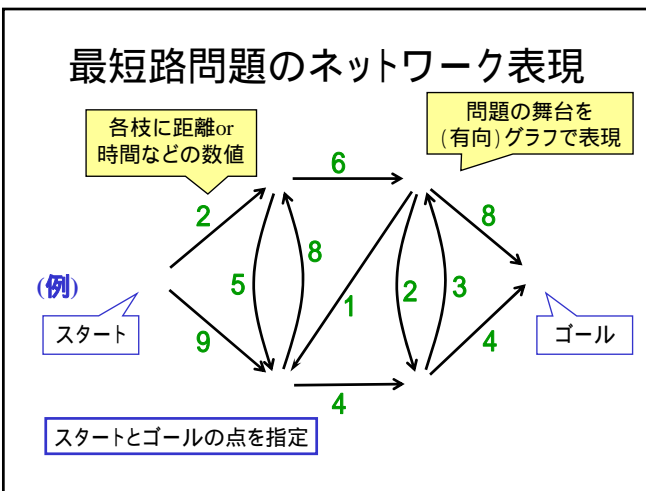 最短路問題のネットワーク表現
各枝に距離or
時間などの数値
問題の舞台を
(有向)グラフで表現
6
2
8
8
5
1
2
3
(例)
スタート
9
4
ゴール
4
スタートとゴールの点を指定